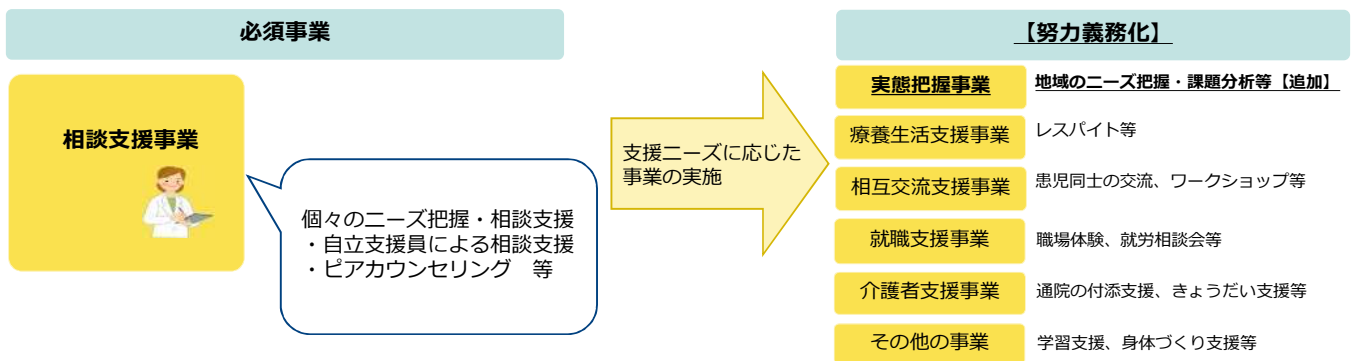 必須事業
相談支援事業
個々のニーズ把握・相談支援
・自立支援員による相談支援
・ピアカウンセリング　等
支援ニーズに応じた
事業の実施
【努力義務化】
実態把握事業 地域のニーズ把握・課題分析等【追加】
療養生活支援事業 レスパイト等
相互交流支援事業 患児同士の交流、ワークショップ等
就職支援事業 職場体験、就労相談会等
介護者支援事業 通院の付添支援、きょうだい支援等
その他の事業 学習支援、身体づくり支援等